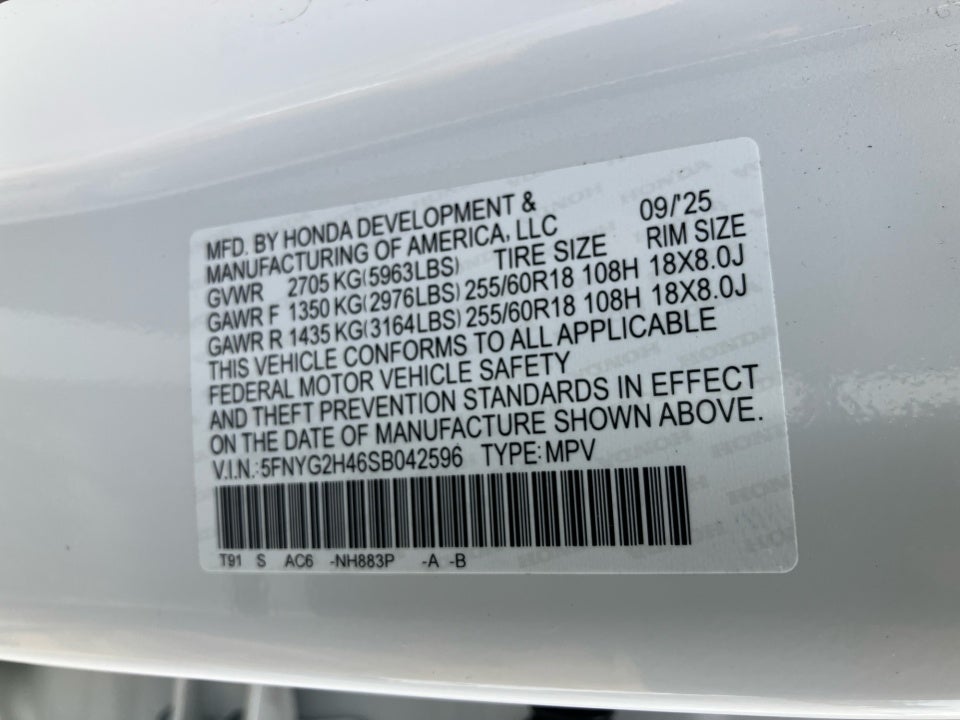 MFD. BY HONDA DEVELOPMENT & 09/'25
MANUFACTURING OF AMERICA, LLC
GVWR 2705 KG(5963LBS) TIRE SIZE RIM SIZE
GAWR F 1350 KG(2976LBS) 255/60R18 108H 18X8.0J
GAWR R 1435 KG(3164LBS) 255/60R18 108H 18X8.0J
THIS VEHICLE CONFORMS TO ALL APPLICABLE
FEDERAL MOTOR VEHICLE SAFETY
AND THEFT PREVENTION STANDARDS IN EFFECT
ON THE DATE OF MANUFACTURE SHOWN ABOVE.
V.I.N.:5FNYG2H46SB042596 TYPE:MPV
T91 S AC6 -NH883P -A -B